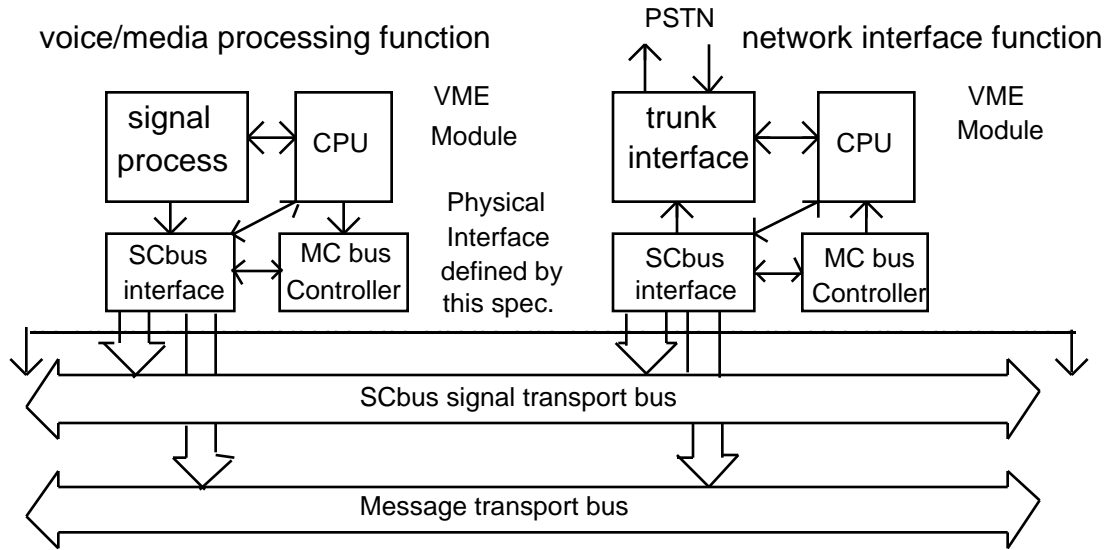 PSTN
voice/media processing function
network interface function
signal
process
CPU
VME
Module
trunk
interface
CPU
VME
Module
Physical
Interface
defined by
this spec.
SCbus
interface
MC bus
Controller
SCbus
interface
MC bus
Controller
SCbus signal transport bus
Message transport bus